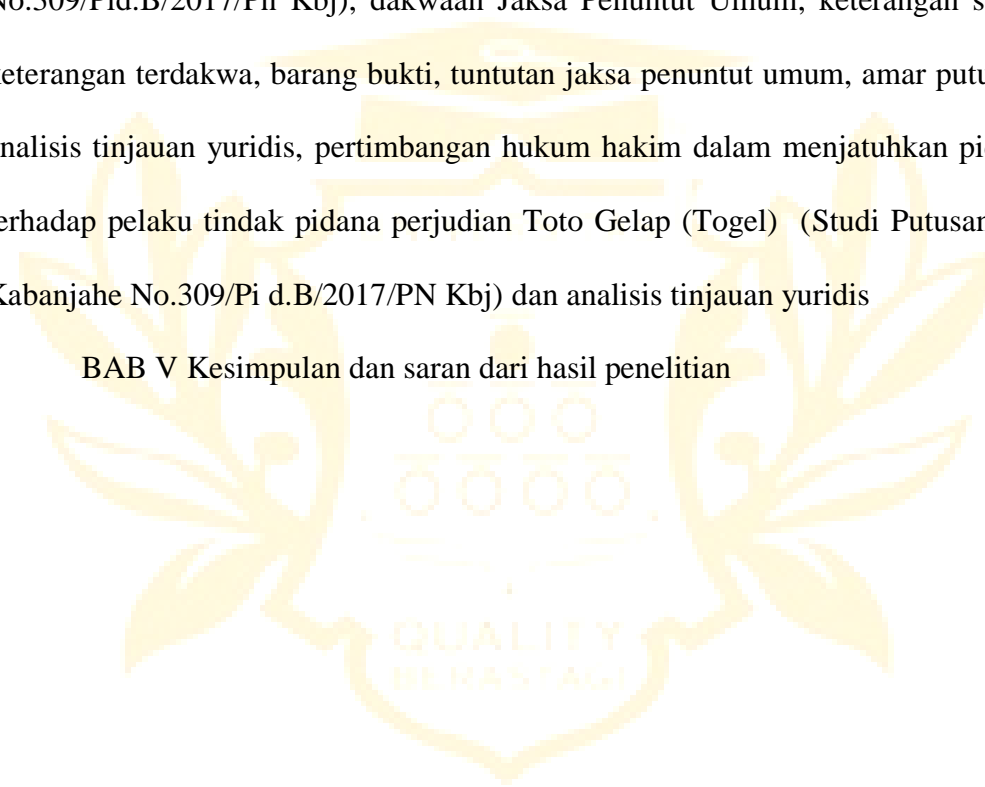 No.309/Pid.B/2017/Pn Kbj), dakwaan Jaksa Penuntut Umum, keterangan
keterangan terdakwa, barang bukti, tuntutan jaksa penuntut umum, amar
analisis tinjauan yuridis, pertimbangan hukum hakim dalam menjatuhkan
terhadap pelaku tindak pidana perjudian Toto Gelap (Togel) (Studi Putusan
Kabanjahe No.309/Pi d.B/2017/PN Kbj) dan analisis tinjauan yuridis
BAB V Kesimpulan dan saran dari hasil penelitian
QUALITY
BERASTAGI